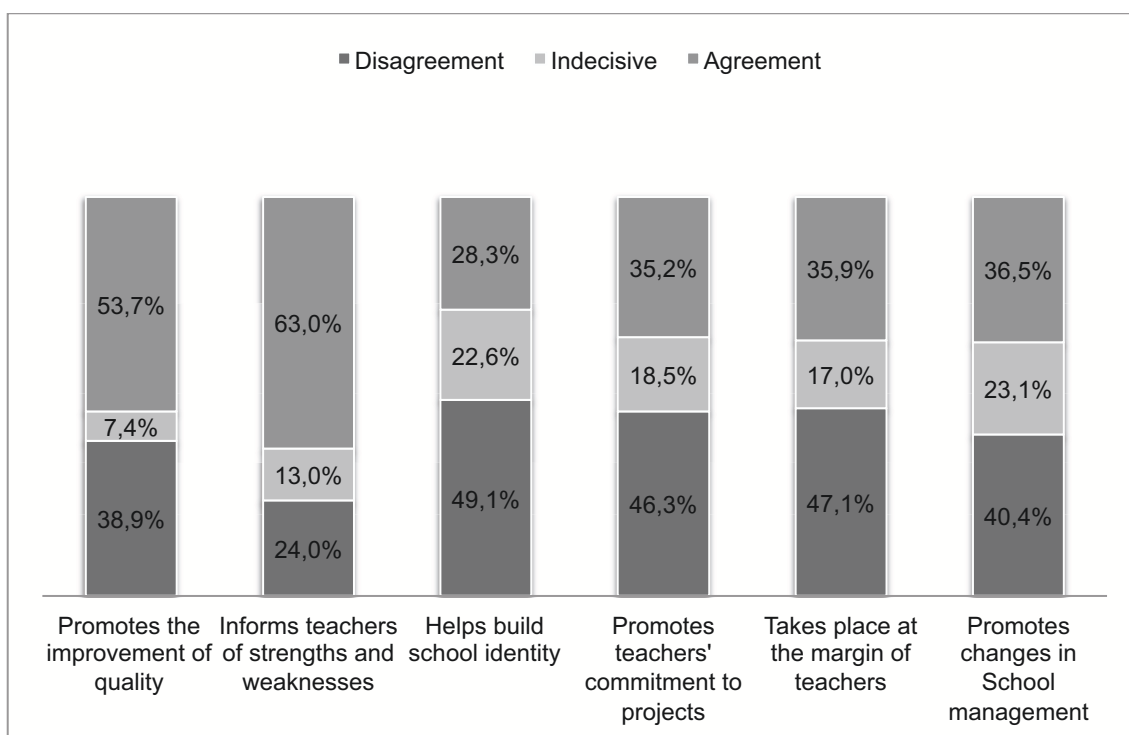 Disagreement Indecisive Agreement
53,7%
7,4%
38,9%
63,0%
13,0%
24,0%
28,3%
22,6%
49,1%
35,2%
18,5%
46,3%
35,9%
17,0%
47,1%
36,5%
23,1%
40,4%
Promotes the
improvement of
quality
Informs teachers
of strengths and
weaknesses
Helps build
school identity
Promotes
teachers'
commitment to
projects
Takes place at
the margin of
teachers
Promotes
changes in
School
management